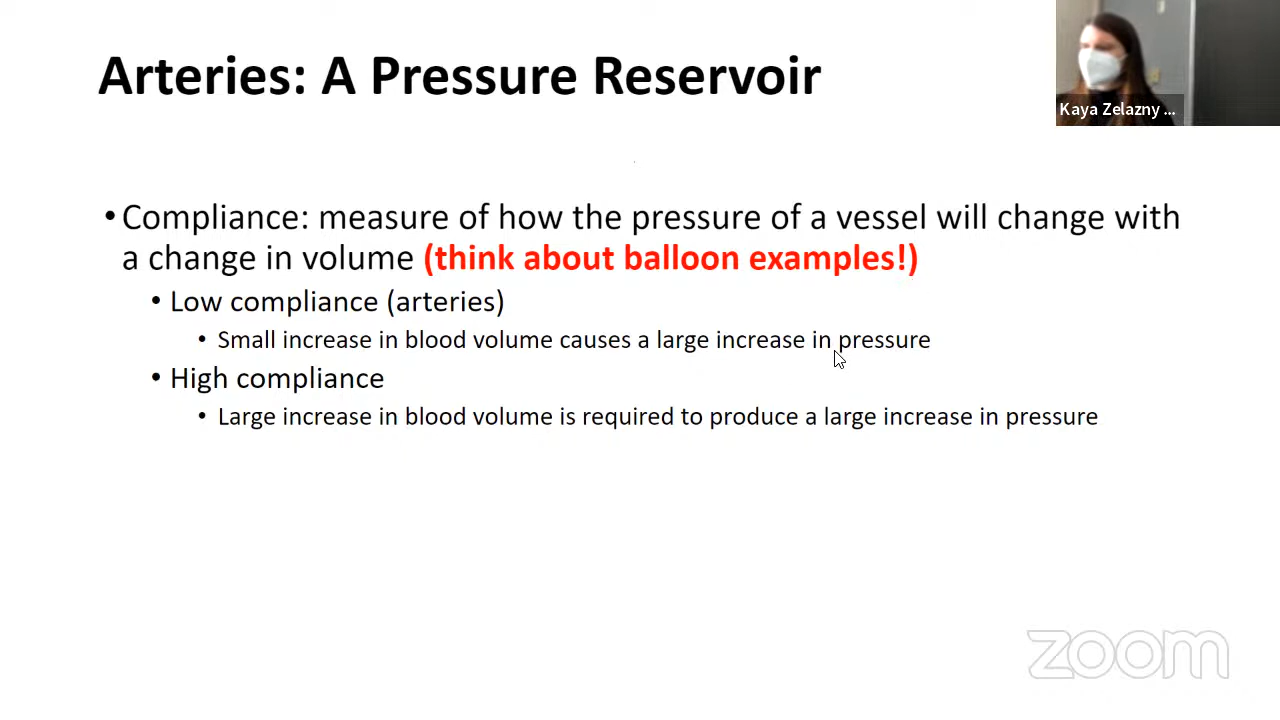 Arteries: A Pressure Reservoir
Kaya Zelazny ...
• Compliance: measure of how the pressure of a vessel will change with
a change in volume (think about balloon examples!)
• Low compliance (arteries)
• Small increase in blood volume causes a large increase in pressure
• High compliance
• Large increase in blood volume is required to produce a large increase in pressure
zoom